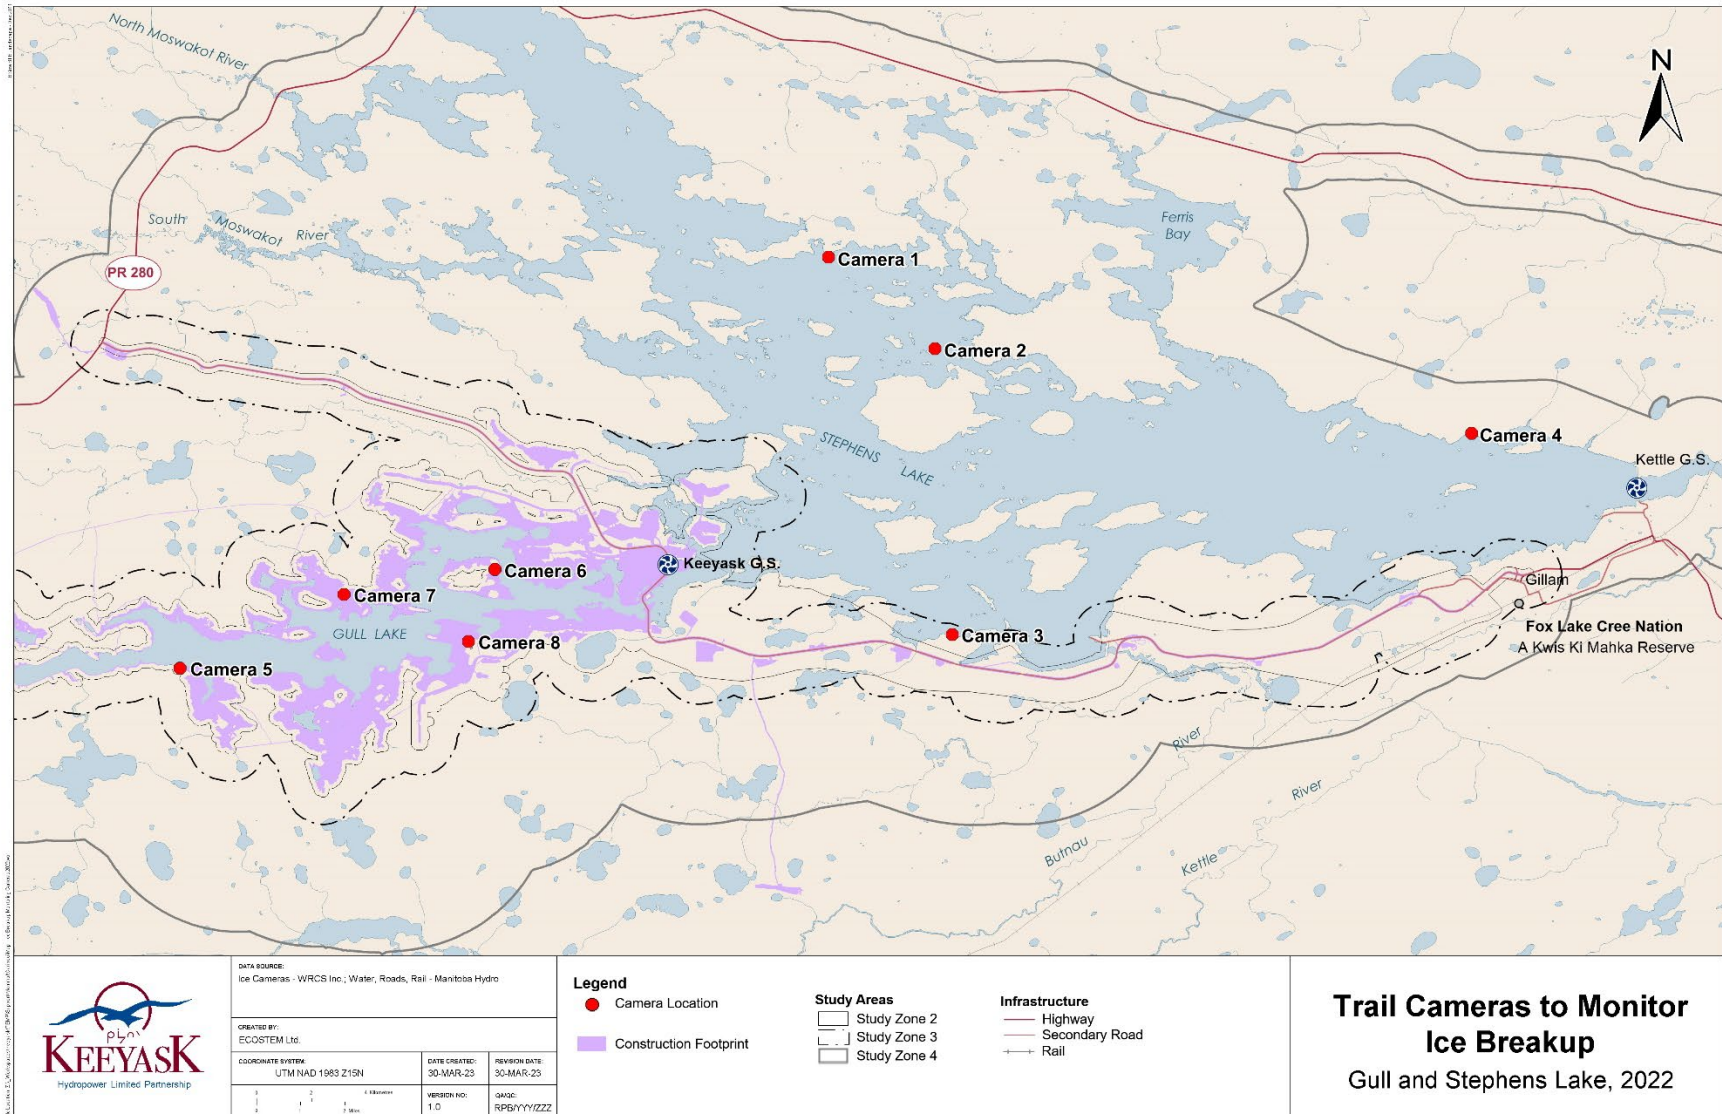 North Moswakot River
N
South Moswakot River
Ferris
Bay
PR 280
Camera 1
Camera 2
STEPHENS LAKE
Camera 4
Kettle G.S.
Keeyask G.S.
Camera 6
Camera 7
GULL LAKE
Camera 8
Camera 5
Camera 3
Gillam
Fox Lake Cree Nation
A Kwis Ki Mahka Reserve
Butnau River
Kettle River
KEEYASK
Hydropower Limited Partnership
DATA SOURCE:
Ice Cameras - WRCS Inc.; Water, Roads, Rail - Manitoba Hydro
CREATED BY:
ECOSTEM Ltd.
COORDINATE SYSTEM:
UTM NAD 1983 Z15N
DATE CREATED:
30-MAR-23
REVISION DATE:
30-MAR-23
VERSION NO:
1.0
QA/QC:
RPB/YYY/ZZZ
Legend
Camera Location
Construction Footprint
Study Areas
Study Zone 2
Study Zone 3
Study Zone 4
Infrastructure
Highway
Secondary Road
Rail
Trail Cameras to Monitor
Ice Breakup
Gull and Stephens Lake, 2022